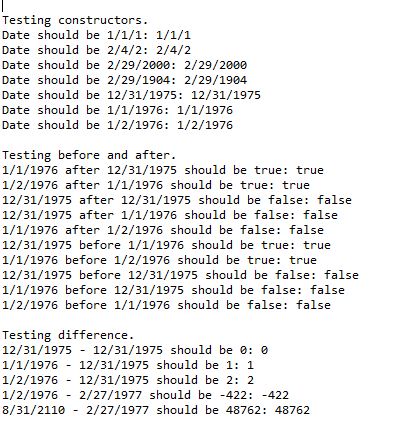 Testing constructors.
Date should be 1/1/1: 1/1/1
Date should be 2/4/2: 2/4/2
Date should be 2/29/2000: 2/29/2000
Date should be 2/29/1904: 2/29/1904
Date should be 12/31/1975: 12/31/1975
Date should be 1/1/1976: 1/1/1976
Date should be 1/2/1976: 1/2/1976

Testing before and after.
1/1/1976 after 12/31/1975 should be true: true
1/2/1976 after 1/1/1976 should be true: true
12/31/1975 after 12/31/1975 should be false: false
12/31/1975 after 1/1/1976 should be false: false
1/1/1976 after 1/2/1976 should be false: false
12/31/1975 before 1/1/1976 should be true: true
1/1/1976 before 1/2/1976 should be true: true
12/31/1975 before 12/31/1975 should be false: false
1/1/1976 before 12/31/1975 should be false: false
1/2/1976 before 1/1/1976 should be false: false

Testing difference.
12/31/1975 - 12/31/1975 should be 0: 0
1/1/1976 - 12/31/1975 should be 1: 1
1/2/1976 - 12/31/1975 should be 2: 2
1/2/1976 - 2/27/1977 should be -422: -422
8/31/2110 - 2/27/1977 should be 48762: 48762